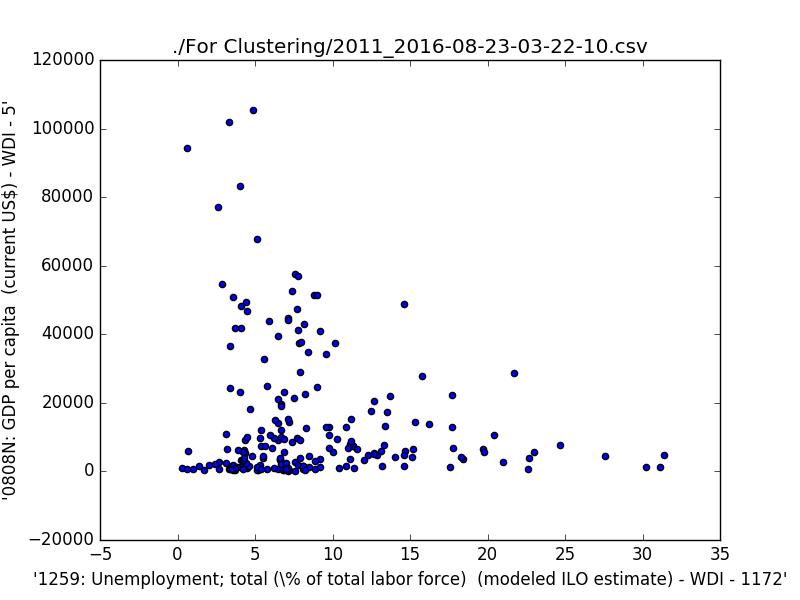 ./For Clustering/2011_2016-08-23-03-22-10.csv
120000
100000
80000
60000
40000
20000
0
−20000
'0808N: GDP per capita  (current US$) - WDI - 5'
−5 0 5 10 15 20 25 30 35
'1259: Unemployment; total (\% of total labor force)  (modeled ILO estimate) - WDI - 1172'